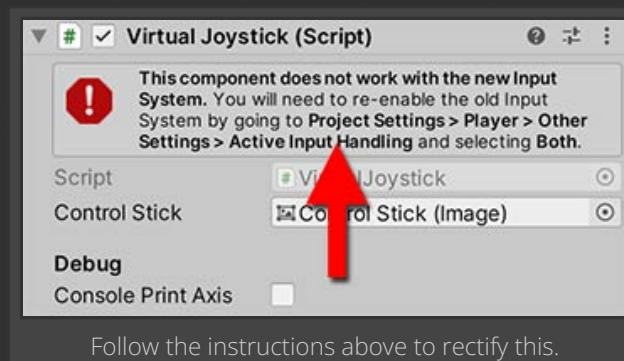 Virtual Joystick (Script)
This component does not work with the new Input
System. You will need to re-enable the old Input
System by going to Project Settings > Player > Other
Settings > Active Input Handling and selecting Both.
Script
VirtualJoystick
Control Stick
Control Stick (Image)
Debug
Console Print Axis
Follow the instructions above to rectify this.